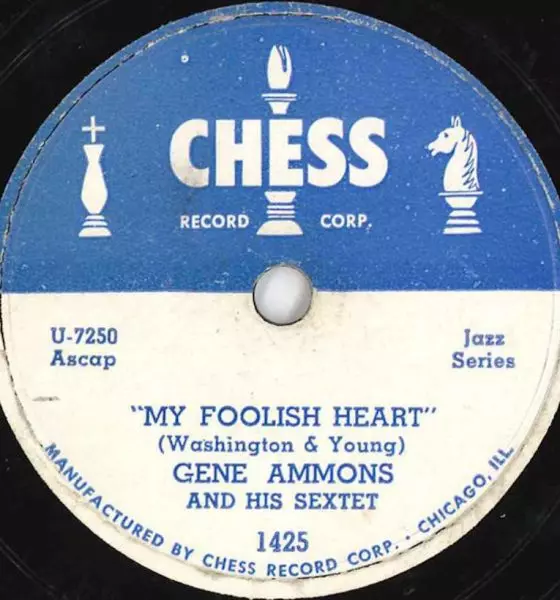 CHESS
RECORD CORP.
U-7250
Ascap
Jazz
Series
"MY FOOLISH HEART"
(Washington & Young)
GENE AMMONS
AND HIS SEXTET
1425
MANUFACTURED BY CHESS RECORD CORP. • CHICAGO, ILL